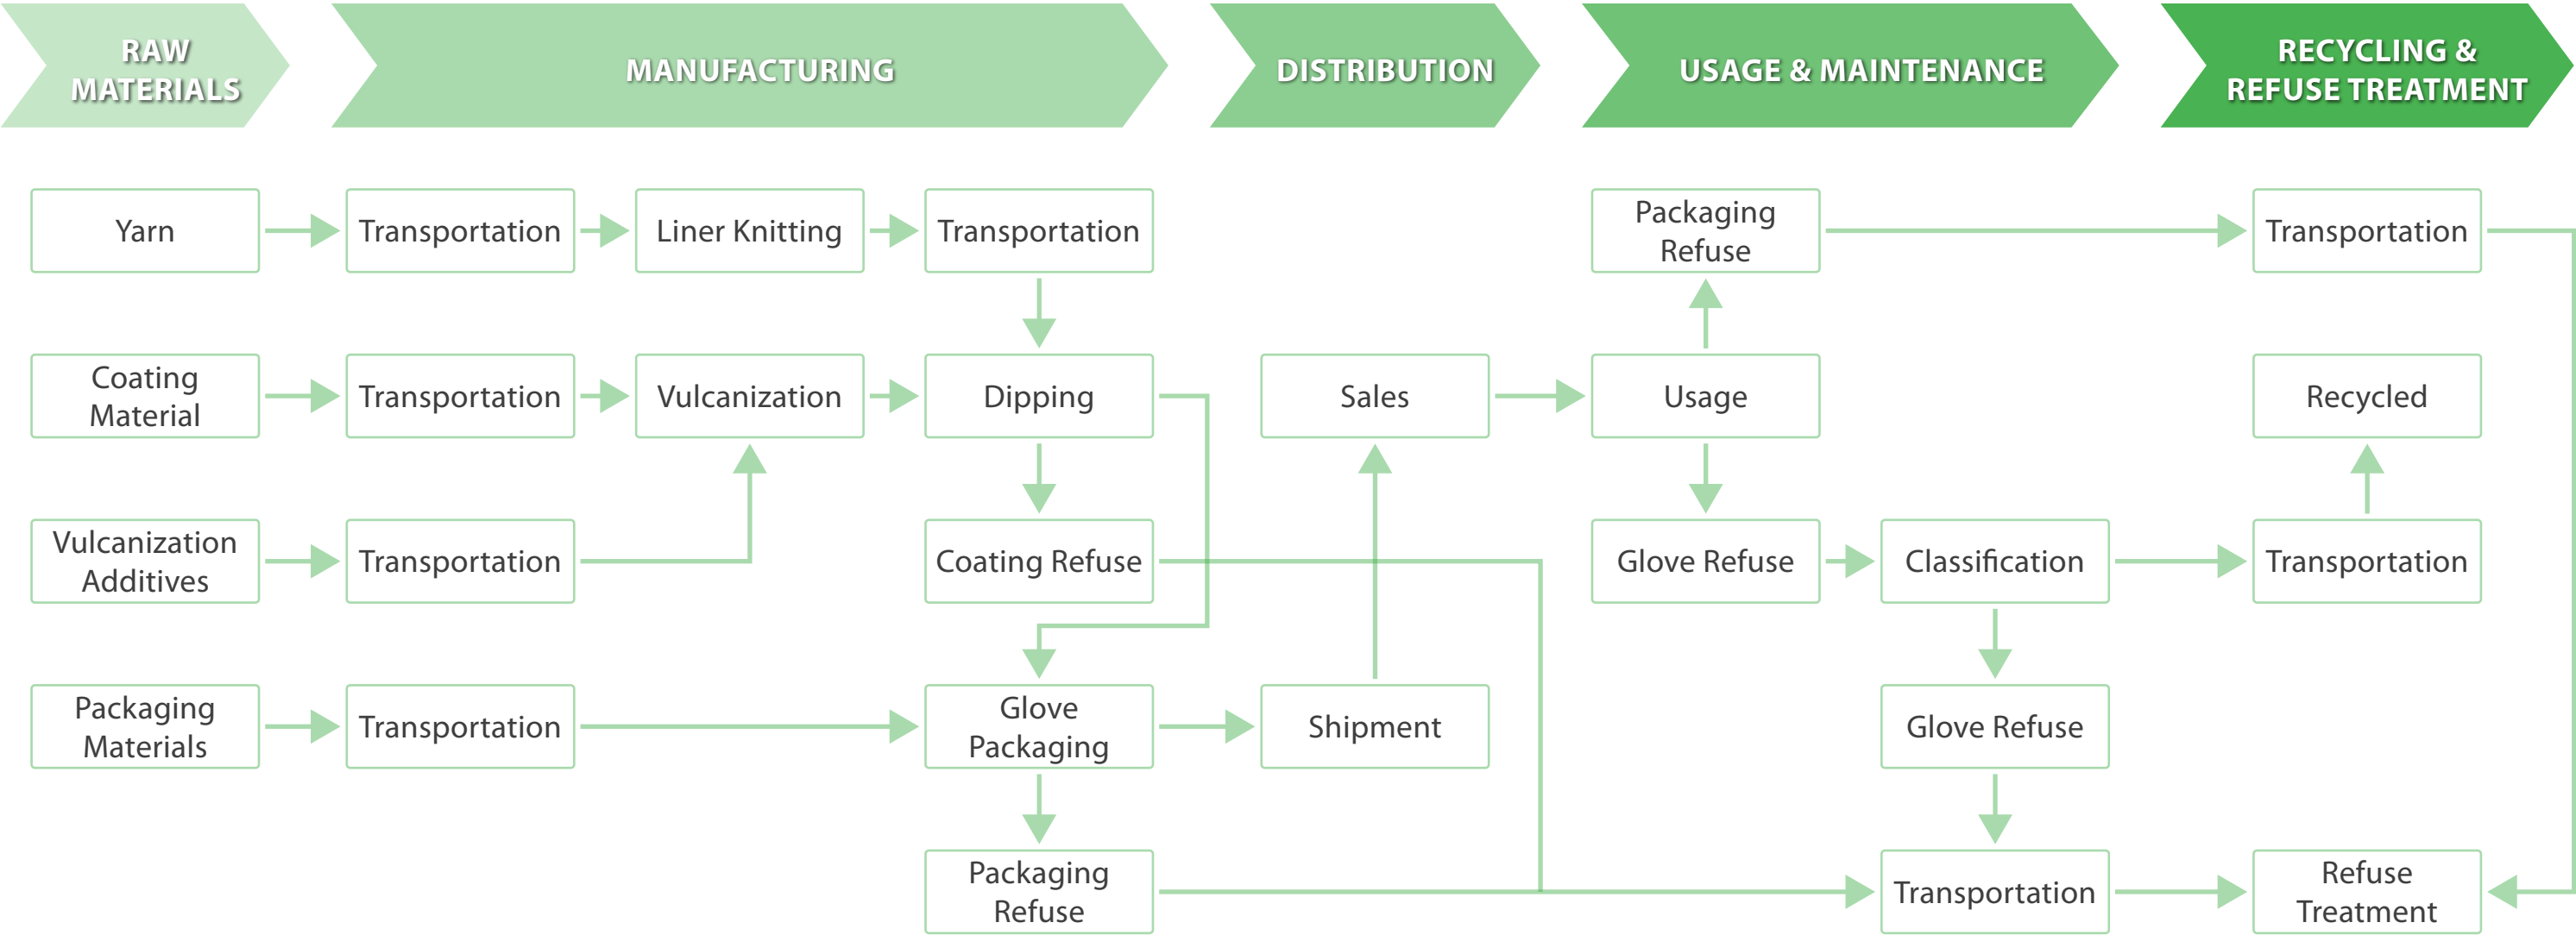 RAW
MATERIALS
MANUFACTURING
DISTRIBUTION
USAGE & MAINTENANCE
RECYCLING &
REFUSE TREATMENT
Yarn
Transportation
Liner Knitting
Transportation
Packaging
Refuse
Transportation
Coating
Material
Transportation
Vulcanization
Dipping
Sales
Usage
Recycled
Vulcanization
Additives
Transportation
Coating Refuse
Glove Refuse
Classification
Transportation
Packaging
Materials
Transportation
Glove
Packaging
Shipment
Glove Refuse
Packaging
Refuse
Transportation
Refuse
Treatment